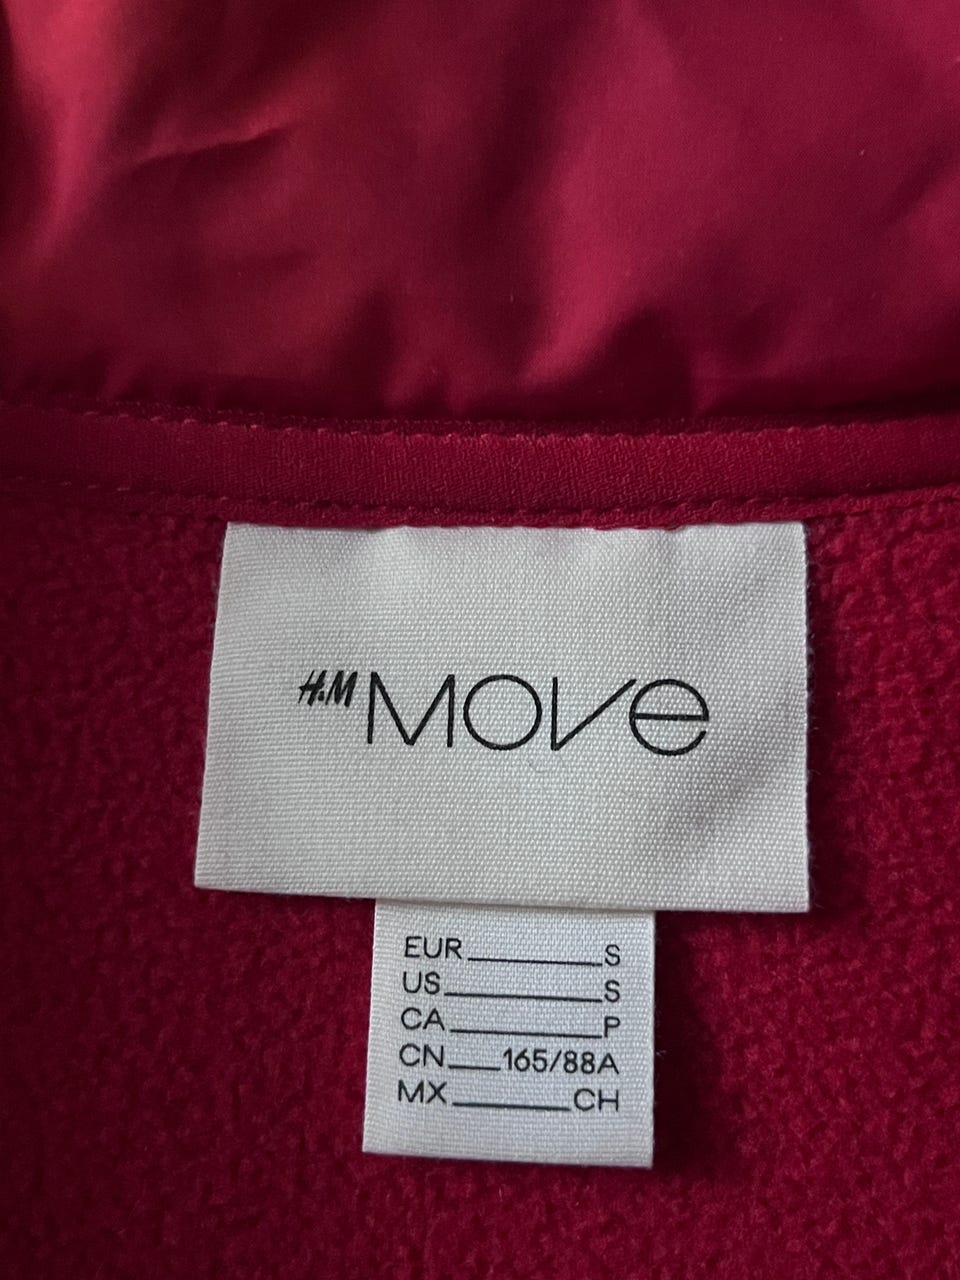 H&M MOVE
EUR S
US S
CA P
CN 165/88A
MX CH